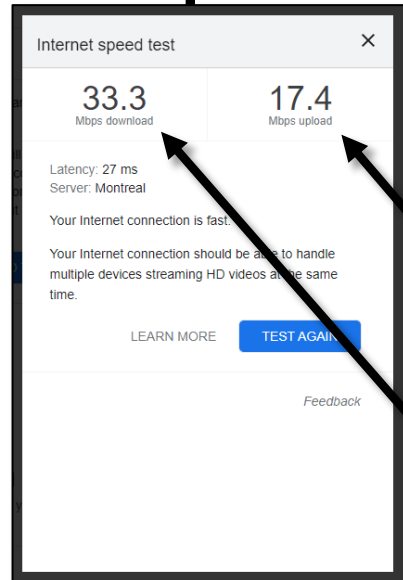 Internet speed test
33.3
Mbps download
17.4
Mbps upload
Latency: 27 ms
Server: Montreal
Your Internet connection is fast.
Your Internet connection should be able to handle
multiple devices streaming HD videos at the same
time.
LEARN MORE
TEST AGAIN
Feedback